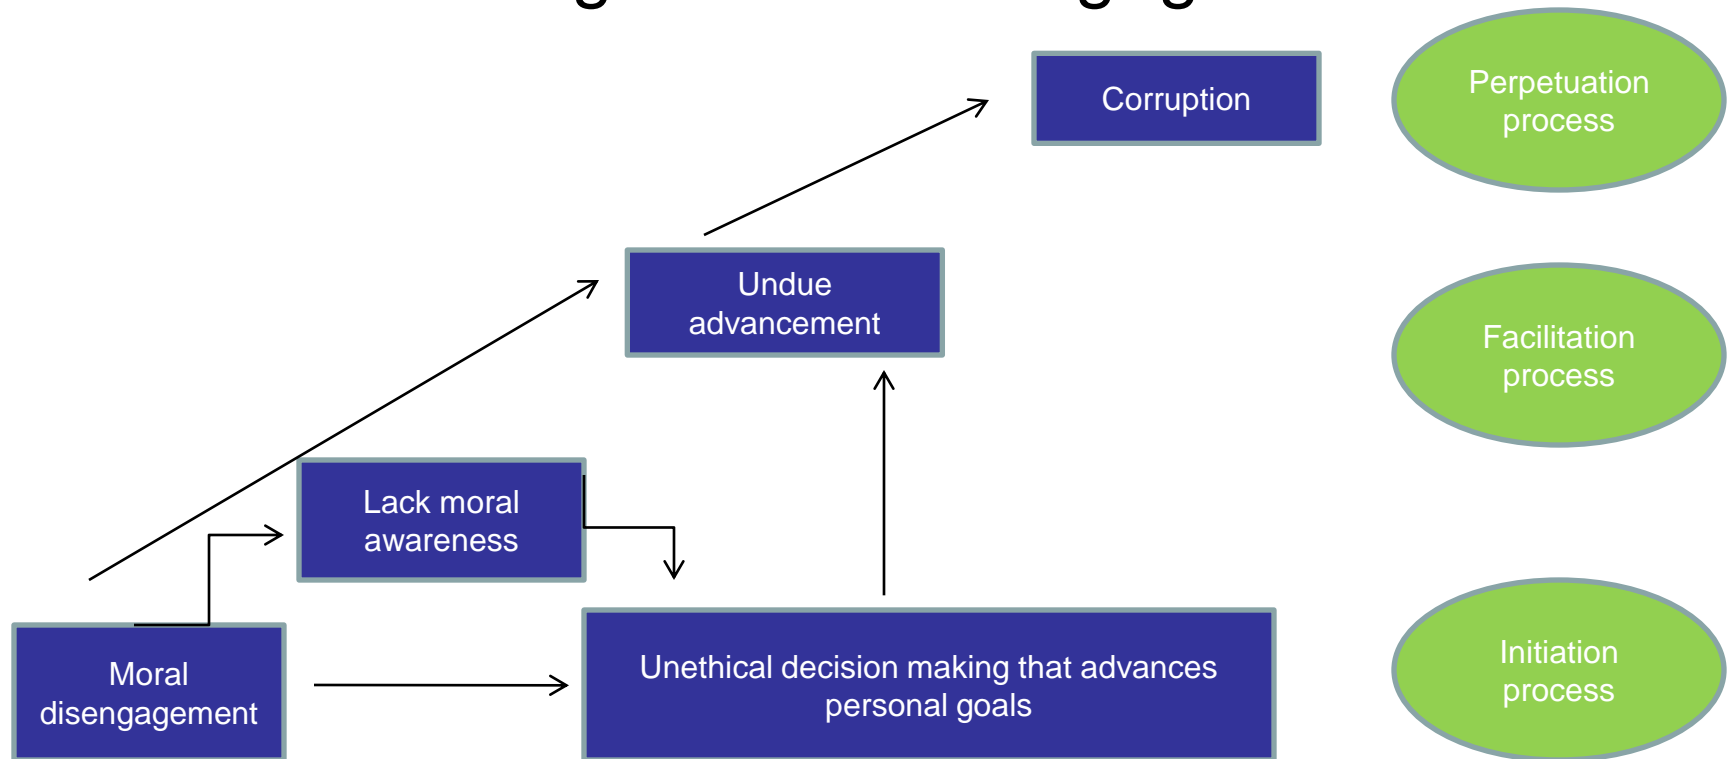 Corruption
Perpetuation
process
Undue
advancement
Facilitation
process
Lack moral
awareness
Moral
disengagement
Unethical decision making that advances
personal goals
Initiation
process